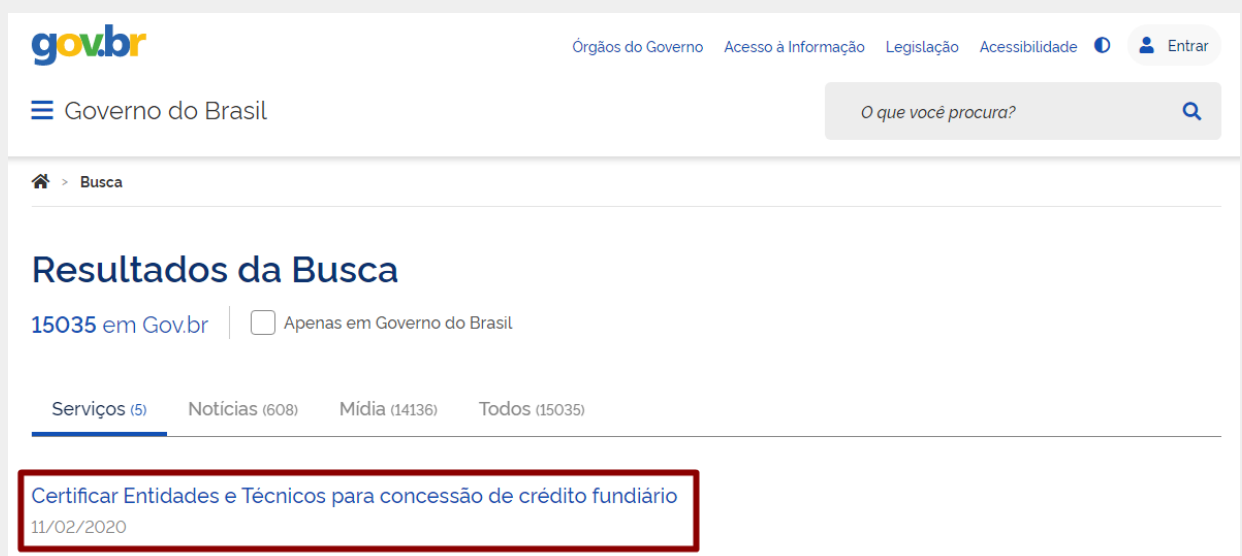 gov.br
Órgãos do Governo Acesso à Informação Legislação Acessibilidade Entrar
Governo do Brasil
O que você procura?
> Busca
Resultados da Busca
15035 em Gov.br Apenas em Governo do Brasil
Serviços (5) Notícias (608) Mídia (14136) Todos (15035)
Certificar Entidades e Técnicos para concessão de crédito fundiário
11/02/2020